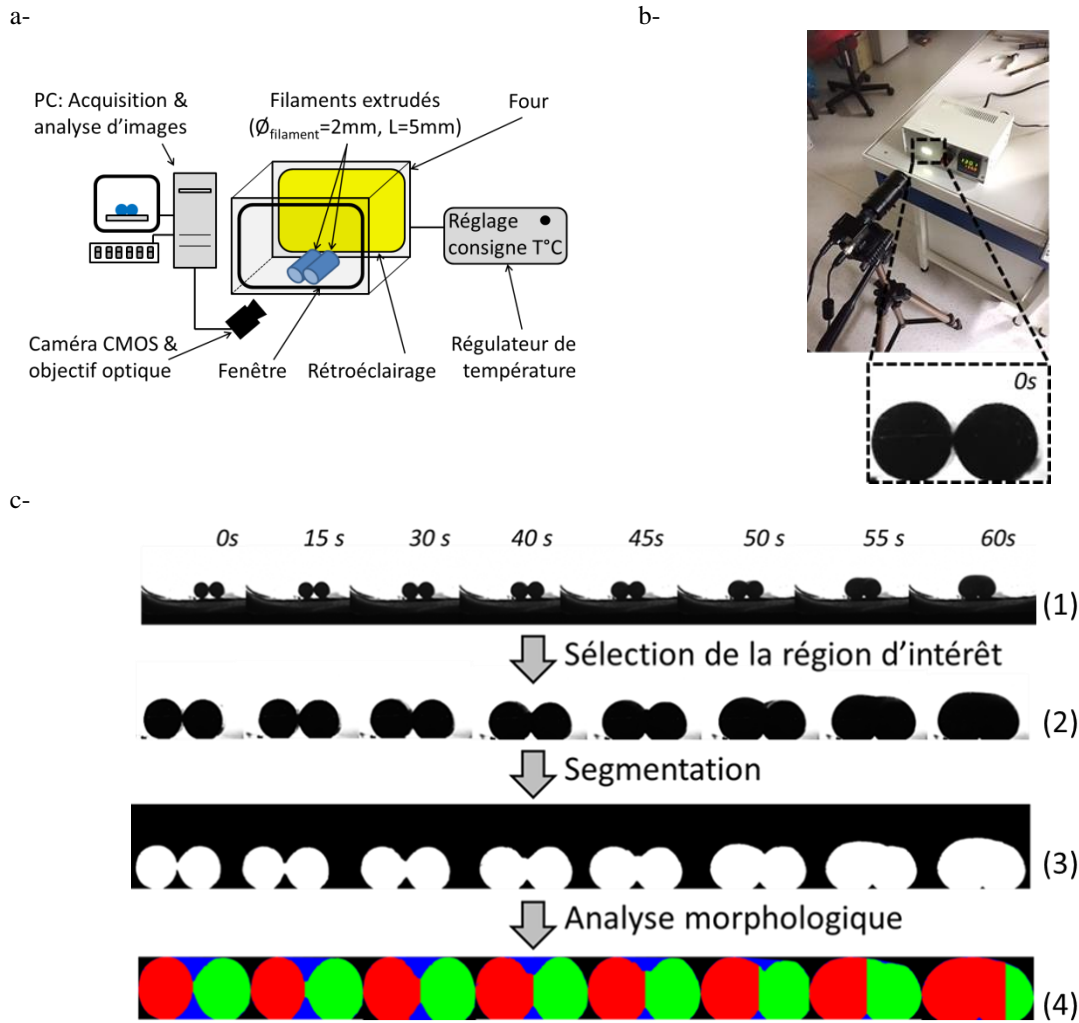 a-
b-
PC: Acquisition &
analyse d'images
Filaments extrudés
(Øfilament=2mm, L=5mm)
Four
Réglage
consigne T°C
Caméra CMOS &
objectif optique
Fenêtre
Rétroéclairage
Régulateur de
température
0s
c-
0s 15 s 30 s 40 s 45s 50 s 55 s 60s
(1)
Sélection de la région d'intérêt
(2)
Segmentation
(3)
Analyse morphologique
(4)